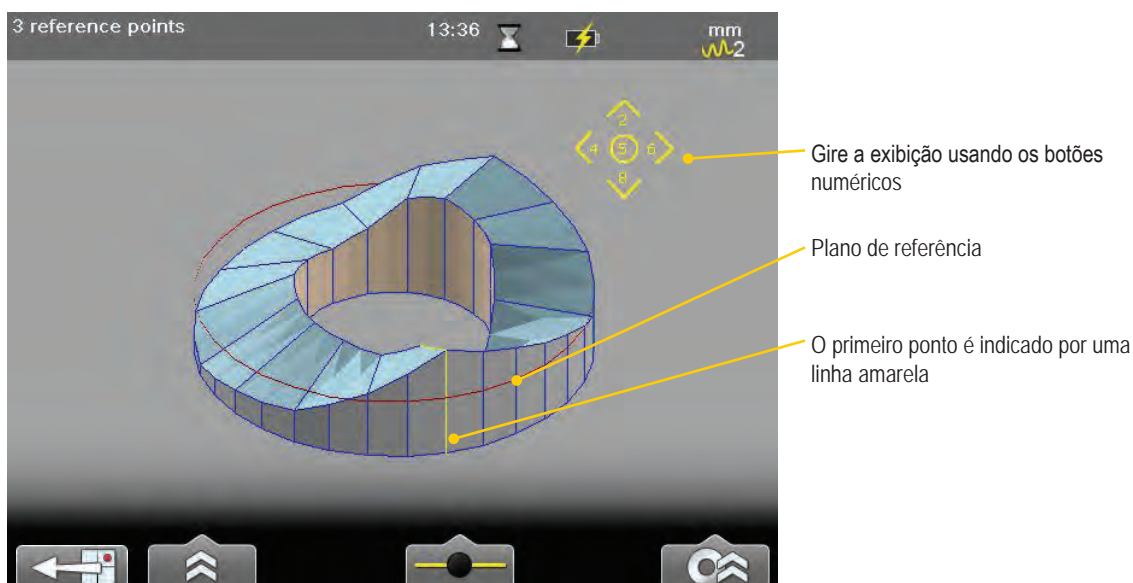 3 reference points
13:36
mm
2
2
4 5 6
8
Gire a exibição usando os botões
numéricos
Plano de referência
O primeiro ponto é indicado por uma
linha amarela